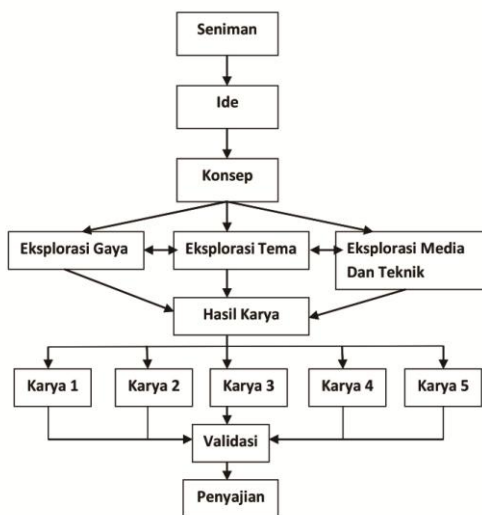 Seniman
Ide
Konsep
Eksplorasi Gaya
Eksplorasi Tema
Eksplorasi Media
Dan Teknik
Hasil Karya
Karya 1
Karya 2
Karya 3
Karya 4
Karya 5
Validasi
Penyajian